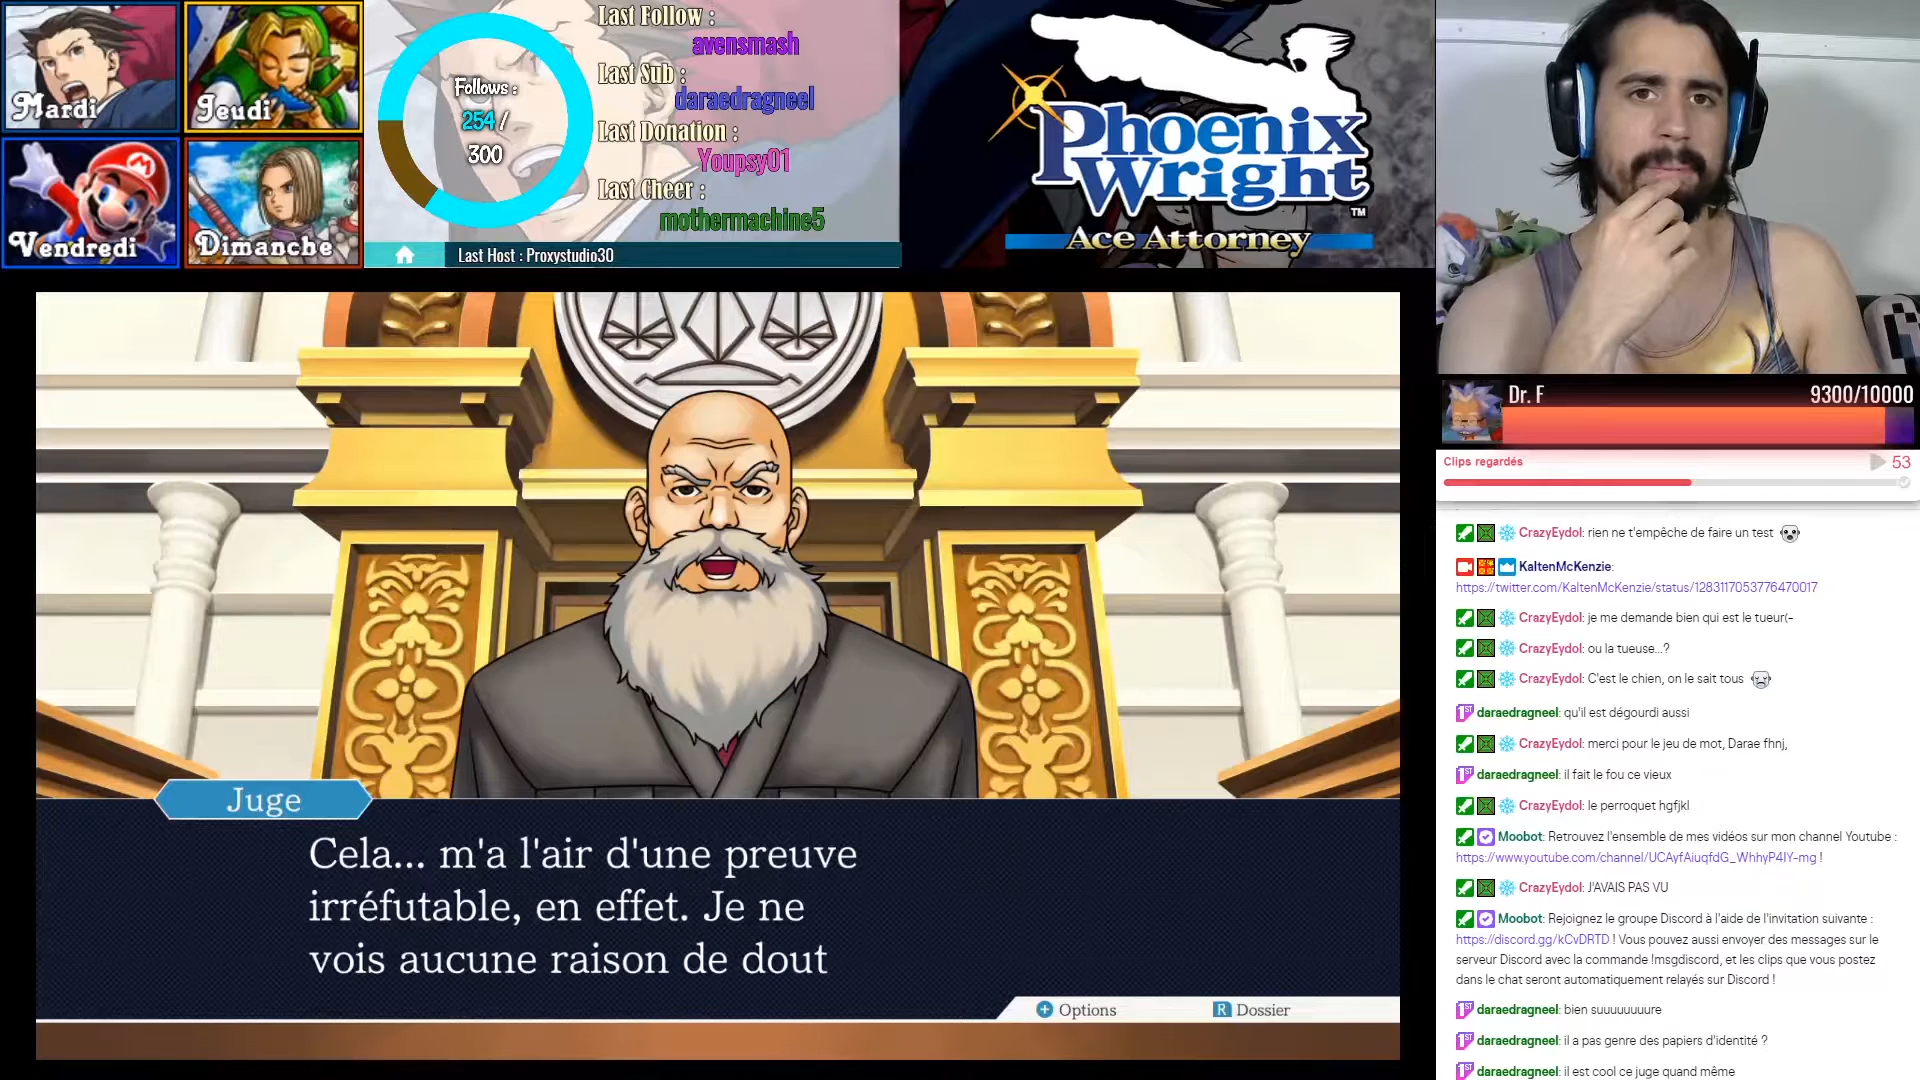 Mardi
Jeudi
Vendredi
Dimanche
Follows :
254 /
300
Last Follow :
avensmash
Last Sub :
daraedragneel
Last Donation :
Youpsy01
Last Cheer :
mothermachine5
Last Host : Proxystudio30
Phoenix
Wright
TM
Ace Attorney
Dr. F
9300/10000
Clips regardés
53
CrazyEydol: rien ne t'empêche de faire un test
KaltenMcKenzie:
https://twitter.com/KaltenMcKenzie/status/1283117053776470017
CrazyEydol: je me demande bien qui est le tueur(-
CrazyEydol: ou la tueuse...?
CrazyEydol: C'est le chien, on le sait tous
daraedragneel: qu'il est dégourdi aussi
CrazyEydol: merci pour le jeu de mot, Darae fhnj,
daraedragneel: il fait le fou ce vieux
CrazyEydol: le perroquet hgfjkl
Moobot: Retrouvez l'ensemble de mes vidéos sur mon channel Youtube :
https://www.youtube.com/channel/UCAyfAiuqfdG_WhhyP4IY-mg !
CrazyEydol: J'AVAIS PAS VU
Moobot: Rejoignez le groupe Discord à l'aide de l'invitation suivante :
https://discord.gg/kCvDRTD ! Vous pouvez aussi envoyer des messages sur le
serveur Discord avec la commande !msgdiscord, et les clips que vous postez
dans le chat seront automatiquement relayés sur Discord !
daraedragneel: bien suuuuuuuure
daraedragneel: il a pas genre des papiers d'identité ?
daraedragneel: il est cool ce juge quand même
Juge
Cela... m'a l'air d'une preuve
irréfutable, en effet. Je ne
vois aucune raison de dout
Options
R Dossier